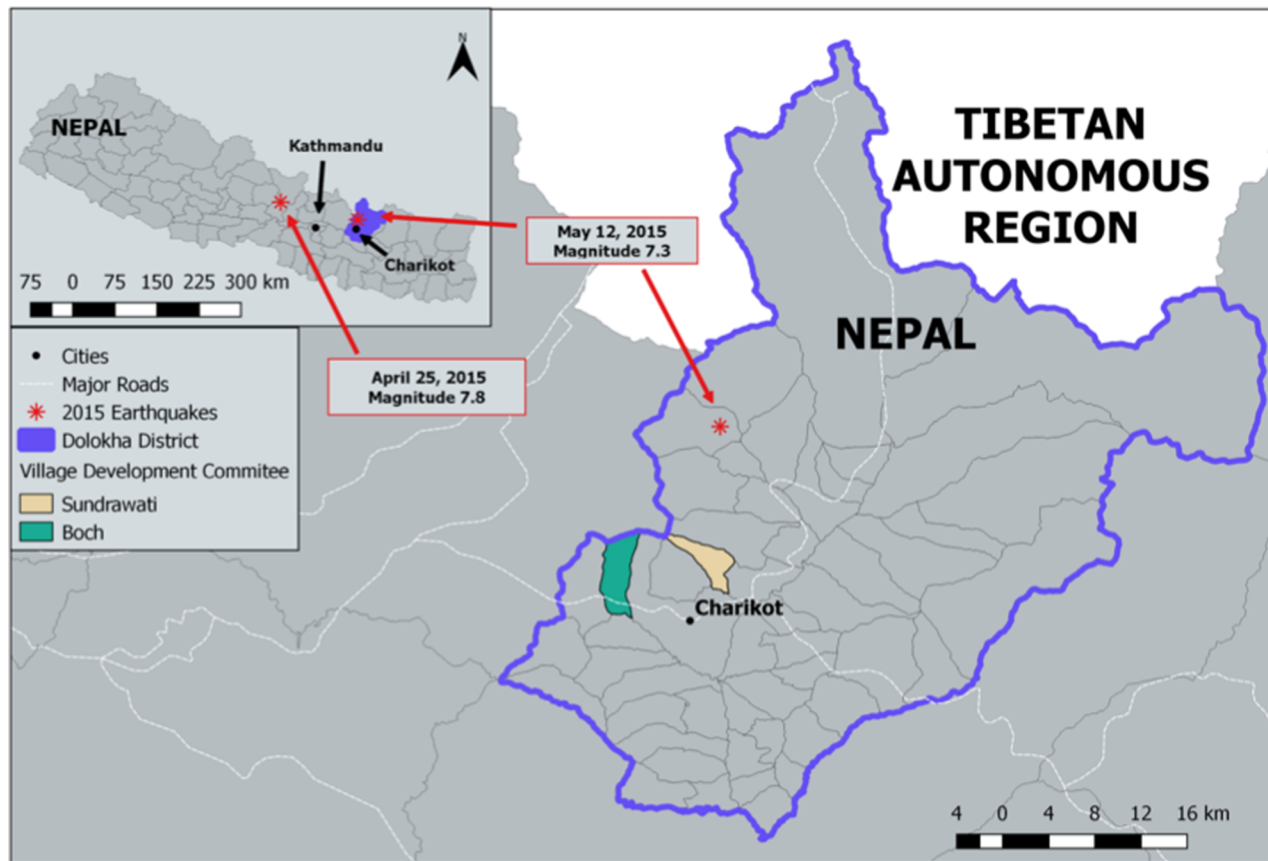 N
NEPAL
Kathmandu
Charikot
75 0 75 150 225 300 km
May 12, 2015
Magnitude 7.3
April 25, 2015
Magnitude 7.8
Cities
Major Roads
2015 Earthquakes
Dolokha District
Village Development Commitee
Sundrawati
Boch
TIBETAN
AUTONOMOUS
REGION
NEPAL
Charikot
4 0 4 8 12 16 km